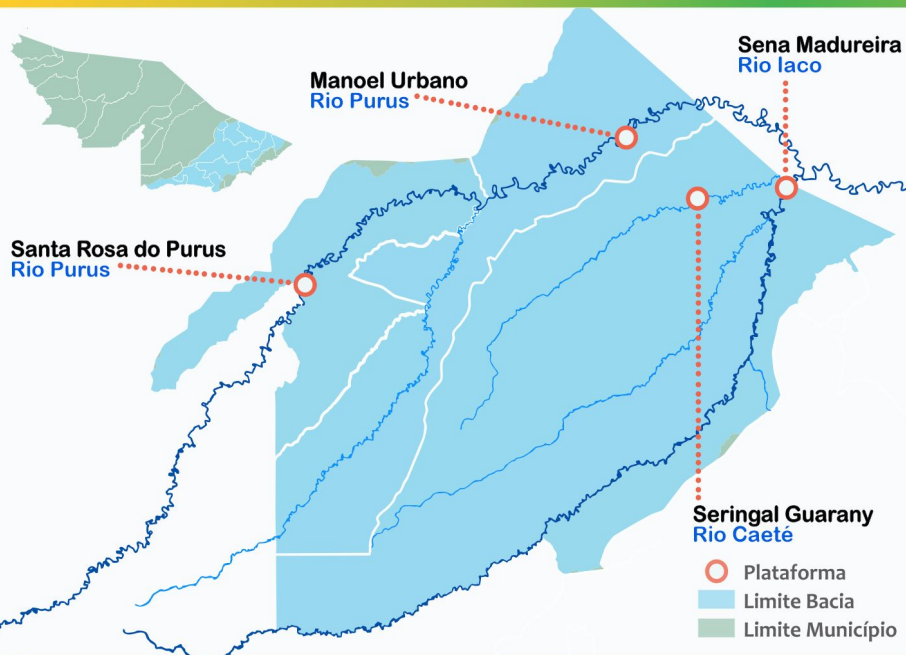 Sena Madureira
Rio Iaco
Manoel Urbano
Rio Purus
Santa Rosa do Purus
Rio Purus
Seringal Guarany
Rio Caeté
Plataforma
Limite Bacia
Limite Município